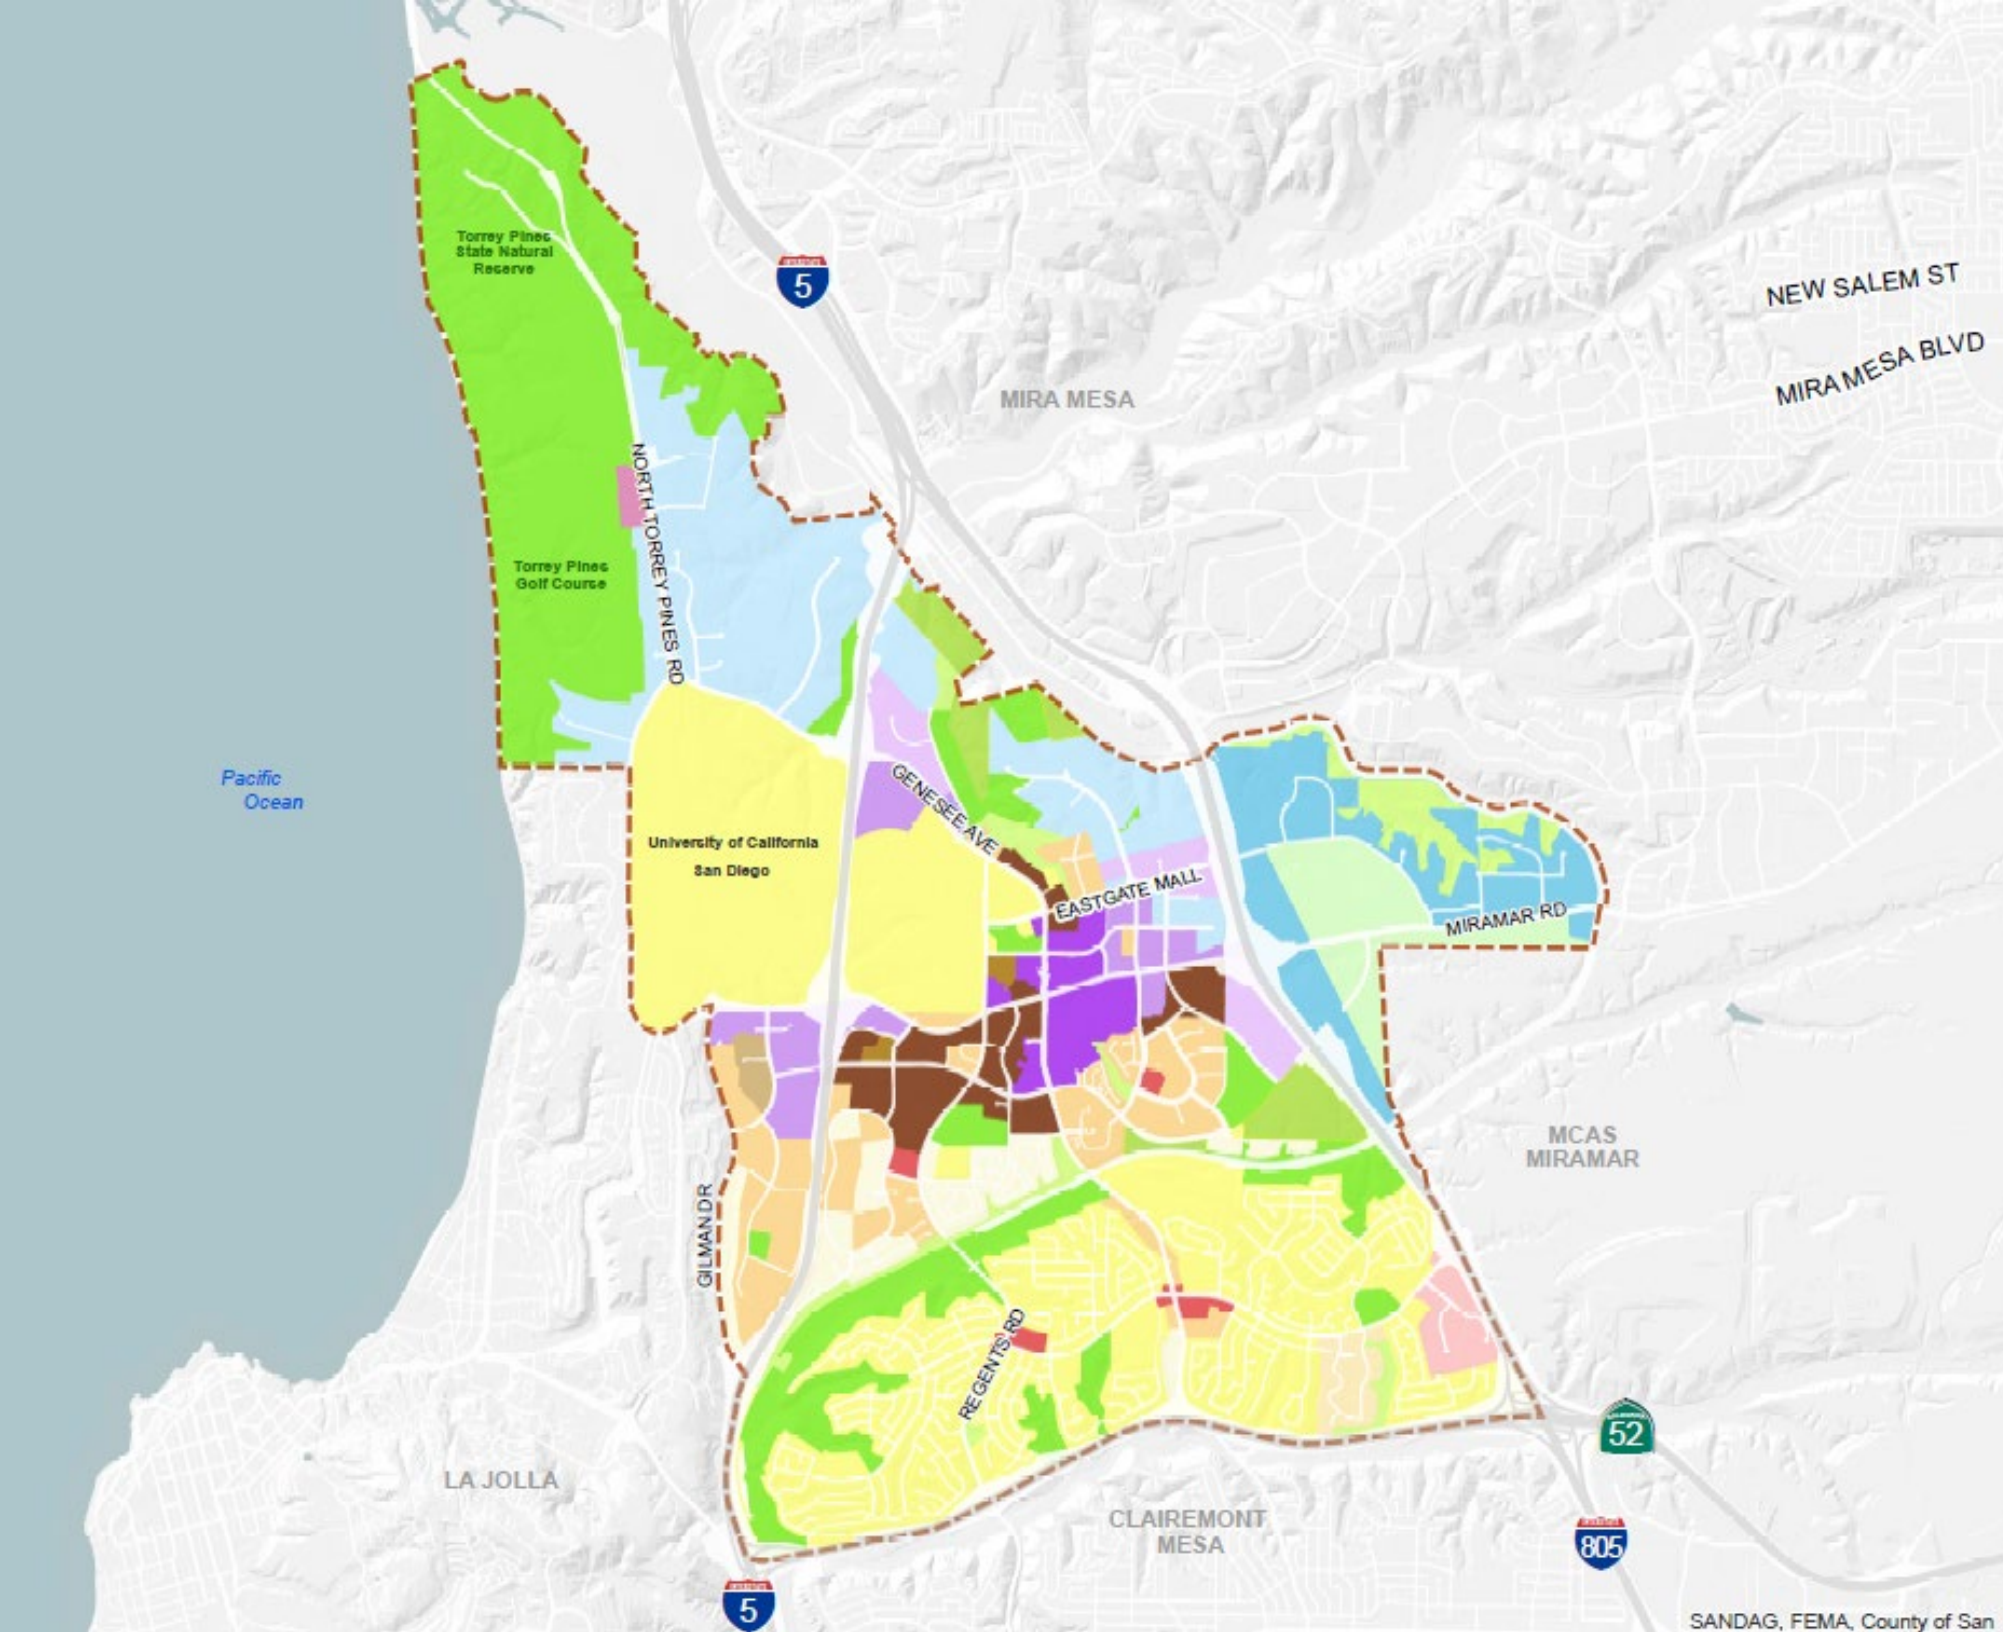 Torrey Pines
State Natural
Reserve
5
NEW SALEM ST
MIRA MESA BLVD
MIRA MESA
NORTH TORREY PINES RD
Torrey Pines
Golf Course
Pacific
Ocean
GENESEE AVE
University of California
San Diego
EASTGATE MALL
MIRAMAR RD
MCAS
MIRAMAR
GILMAN DR
REGENTS RD
52
LA JOLLA
CLAIREMONT
MESA
805
5
SANDAG, FEMA, County of San